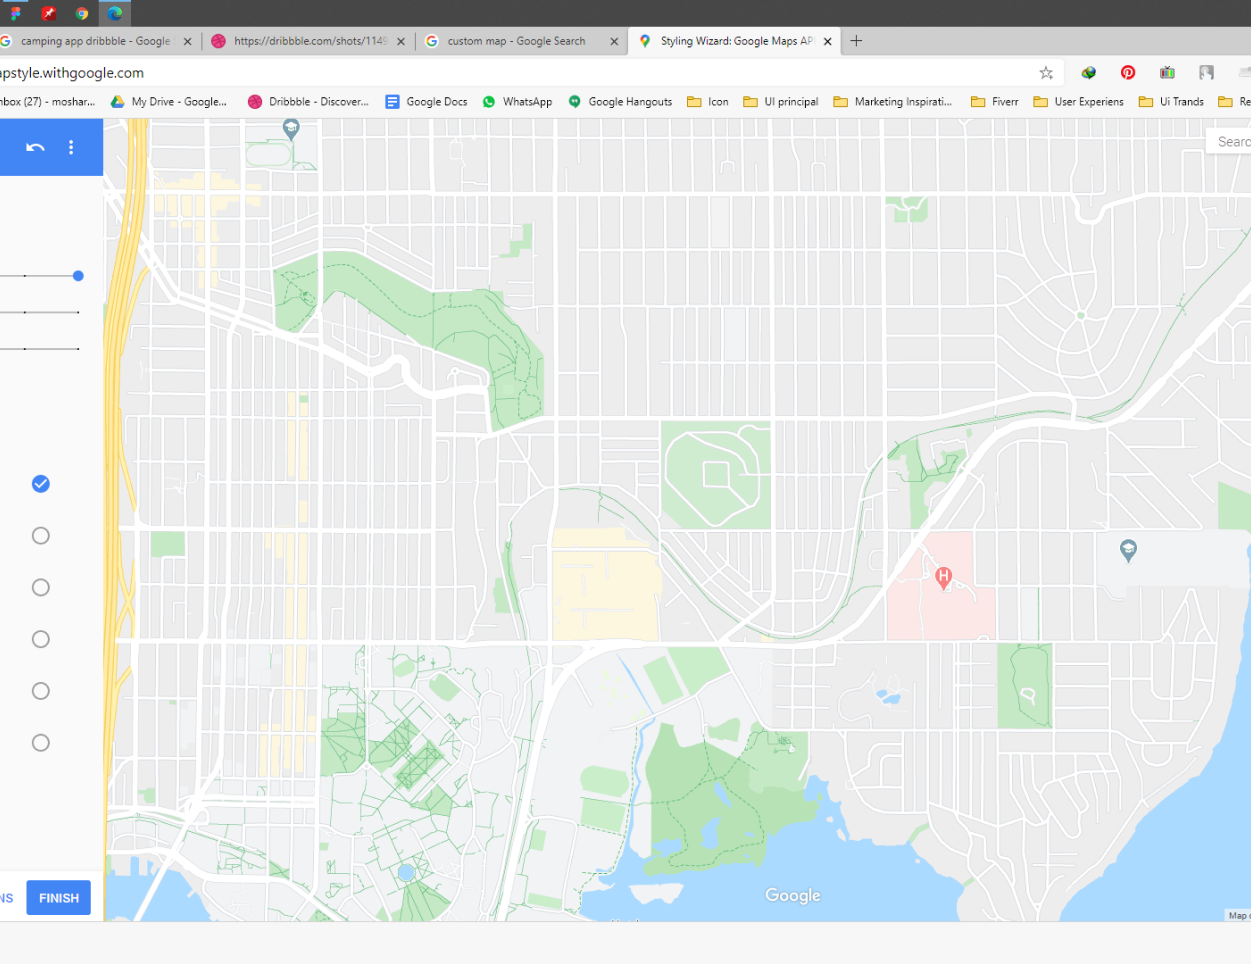 camping app dribbble - Google
https://dribbble.com/shots/1149
custom map - Google Search
Styling Wizard: Google Maps AP
apstyle.withgoogle.com
nbox (27) - moshar...
My Drive - Google...
Dribbble - Discover...
Google Docs
WhatsApp
Google Hangouts
Icon
UI principal
Marketing Inspirati...
Fiverr
User Experiens
Ui Trands
Re
Searc
H
NS
FINISH
Google
Map